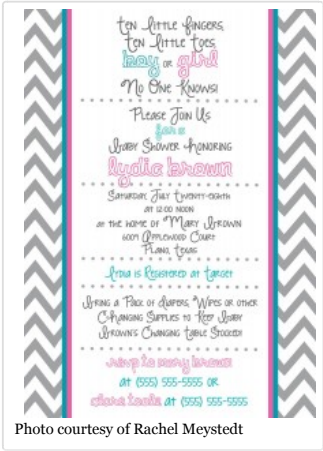 Ten Little Fingers,
Ten Little Toes,
boy or girl
No One Knows!
Please Join Us
for a
Baby Shower Honoring
lydia brown
Saturday, July Twenty-eighth
at 12:00 noon
at the home of Mary Brown
6009 Applewood Court
Plano, Texas
Lydia is Registered at Target
Bring a Pack of Diapers, Wipes or other
Changing Supplies to Keep Baby
Brown's Changing Table Stocked!
rsvp to mary brown
at (555) 555-5555 or
at (555) 555-5555
Photo courtesy of Rachel Meystedt